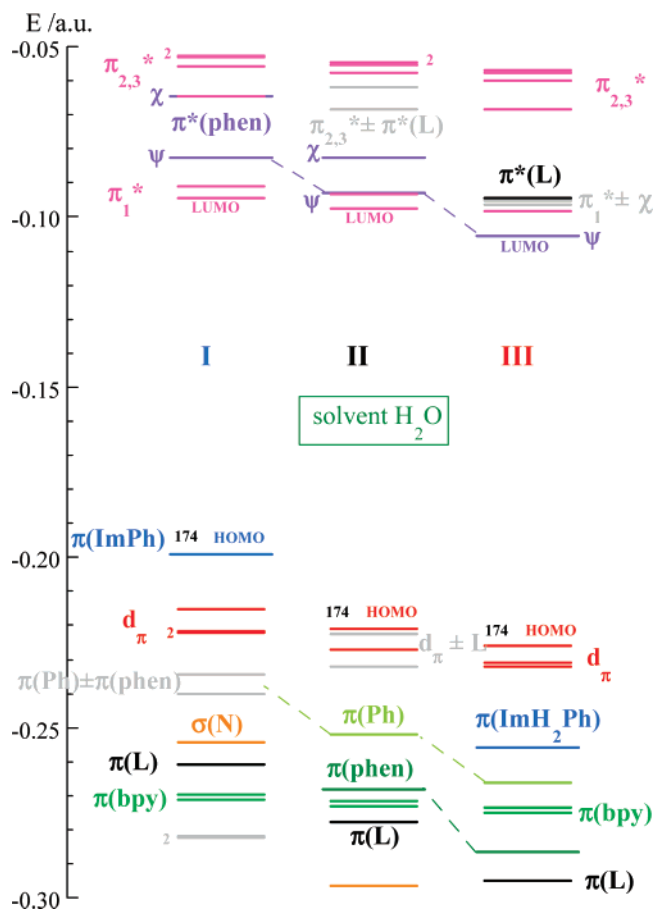 E /a.u.
-0.05
-0.10
-0.15
-0.20
-0.25
-0.30
π2,3* 2
χ
π*(phen)
ψ
π1*
LUMO
2
π2,3* ± π*(L)
χ
ψ
LUMO
π2,3*
π*(L)
π1* ± χ
LUMO ψ
I II III
solvent H2O
174 HOMO
π(ImPh)
dπ 2
π(Ph)±π(phen)
σ(N)
π(L)
π(bpy)
2
174 HOMO
dπ ± L
π(Ph)
π(phen)
π(L)
174 HOMO
dπ
π(ImH2Ph)
π(bpy)
π(L)